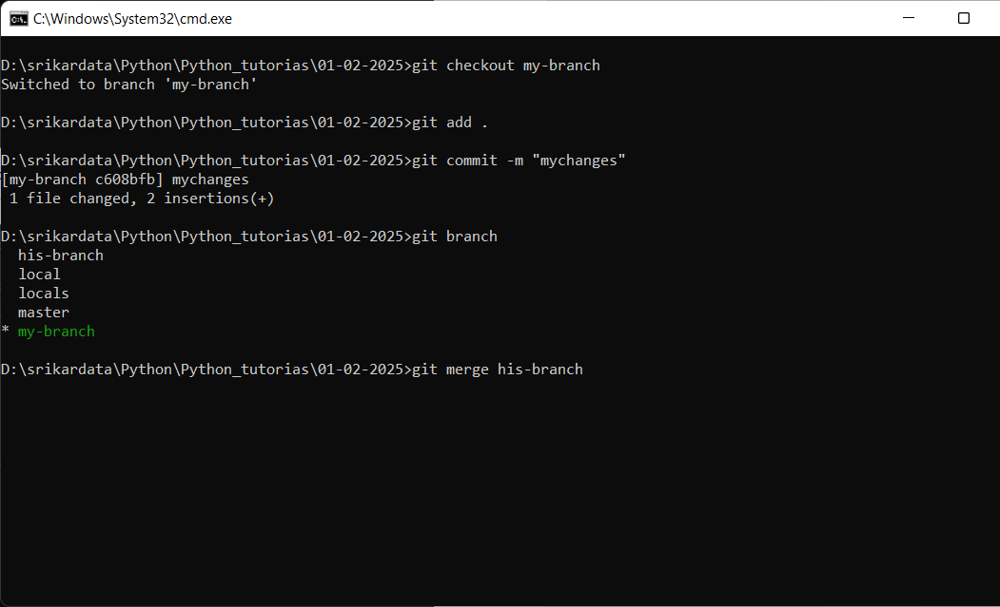 C:\Windows\System32\cmd.exe
D:\srikardata\Python\Python_tutorias\01-02-2025>git checkout my-branch
Switched to branch 'my-branch'
D:\srikardata\Python\Python_tutorias\01-02-2025>git add .
D:\srikardata\Python\Python_tutorias\01-02-2025>git commit -m "mychanges"
[my-branch c608bfb] mychanges
 1 file changed, 2 insertions(+)
D:\srikardata\Python\Python_tutorias\01-02-2025>git branch
  his-branch
  local
  locals
  master
* my-branch
D:\srikardata\Python\Python_tutorias\01-02-2025>git merge his-branch